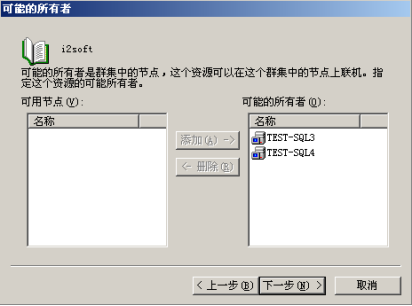 可能的所有者
i2soft
可能的所有者是群集中的节点，这个资源可以在这个群集中的节点上联机。指
定这个资源的可能所有者。
可用节点(V):
可能的所有者(O):
名称
名称
添加(A) ->
<- 删除(R)
TEST-SQL3
TEST-SQL4
< 上一步(B)
下一步(N) >
取消